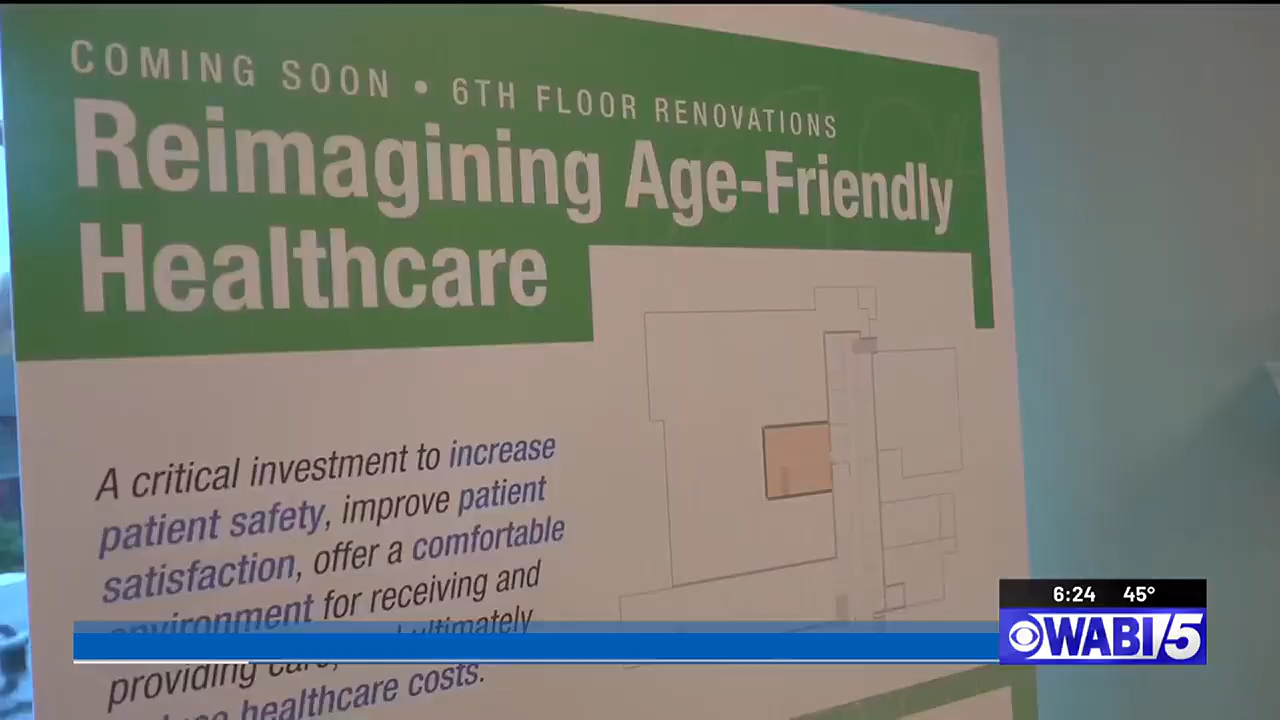 COMING SOON • 6TH FLOOR RENOVATIONS
Reimagining Age-Friendly
Healthcare
A critical investment to increase
patient safety, improve patient
satisfaction, offer a comfortable
environment for receiving and
providing care, ultimately
healthcare costs.
6:24 45°
WABI 5